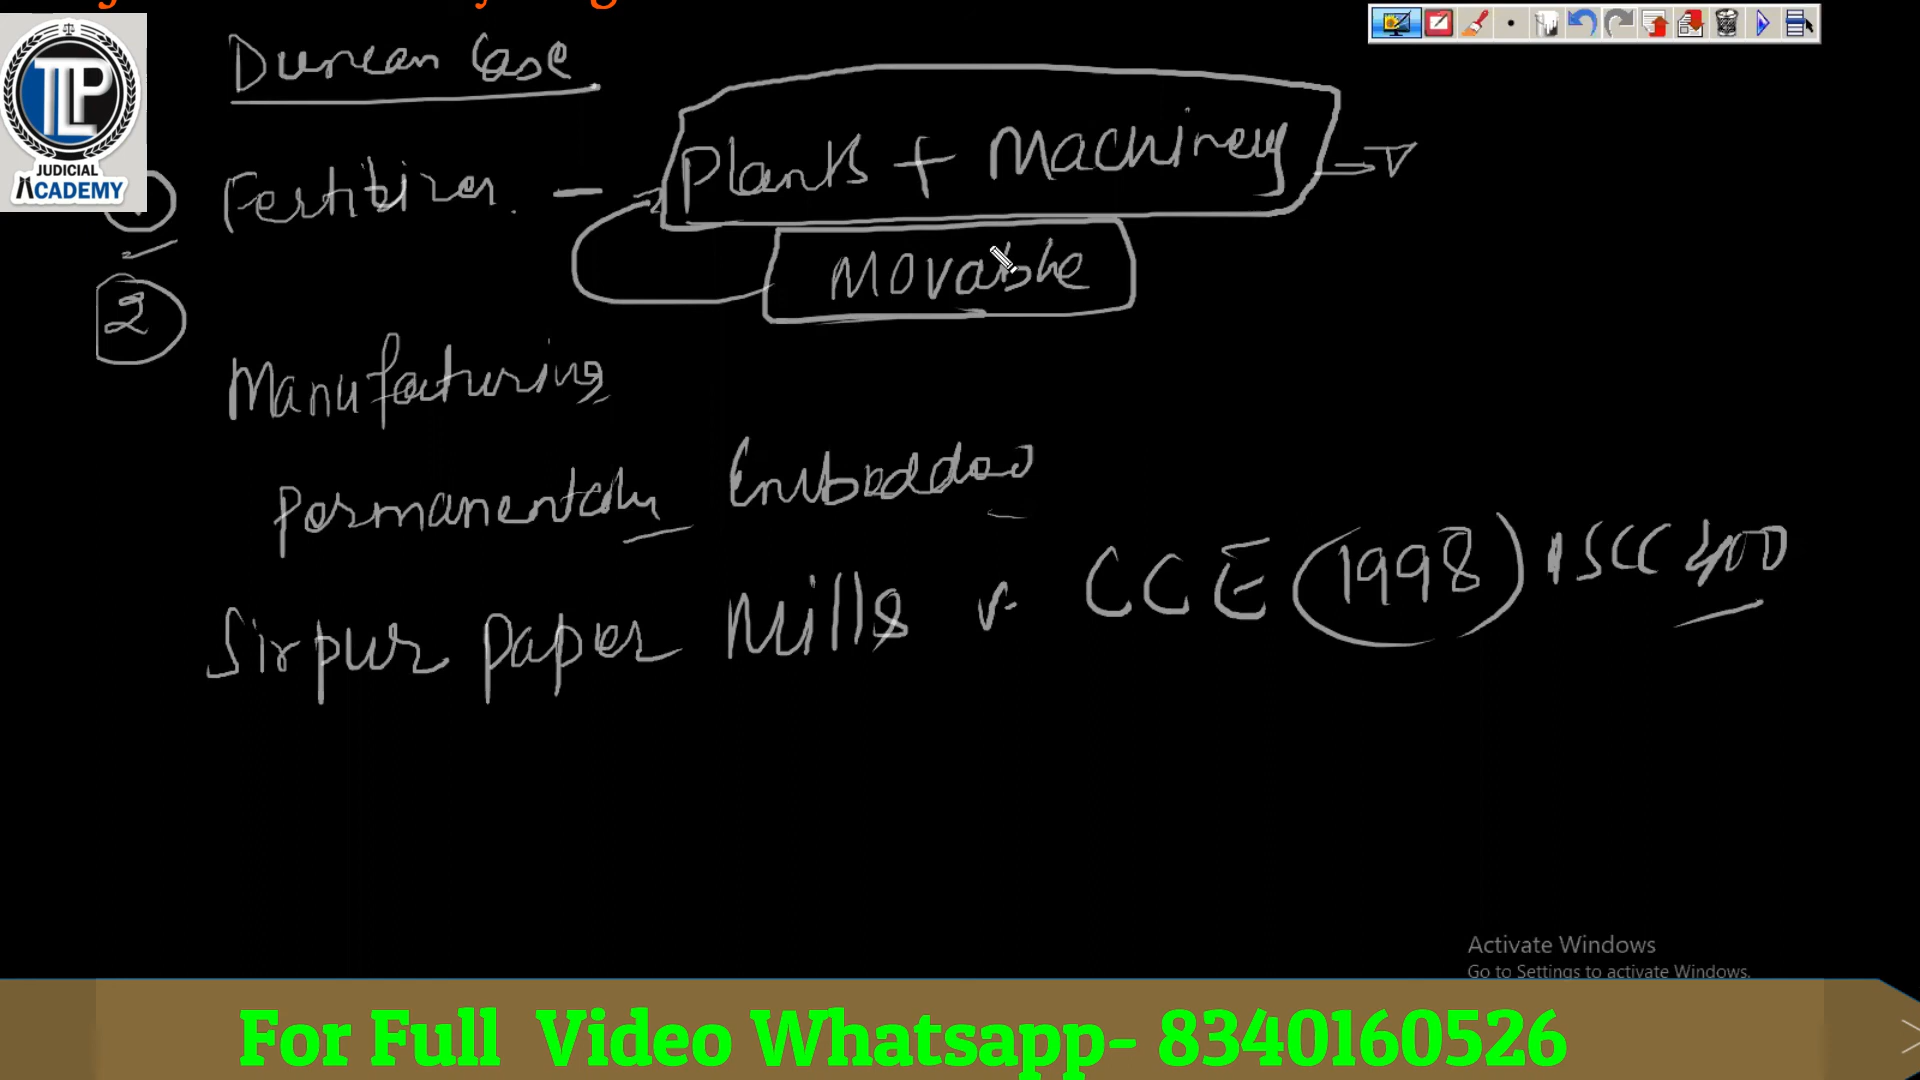 Duncan Case
TLP
JUDICIAL
ACADEMY
Fertilizer. - Plants + Machinery
Movable
2
Manufacturing
Permanently Embedded
Sirpur Paper Mills v. CCE (1998) 1 SCC 400
Activate Windows
Go to Settings to activate Windows.
For Full Video Whatsapp- 8340160526